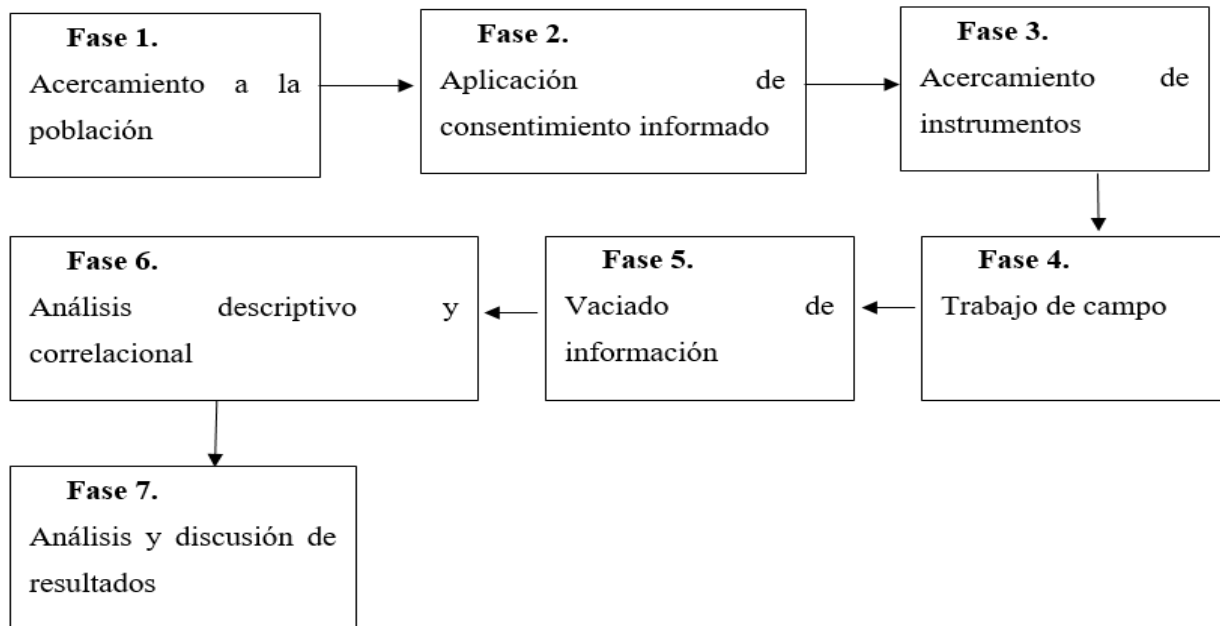 Fase 1.
Acercamiento a la
población
Fase 2.
Aplicación de
consentimiento informado
Fase 3.
Acercamiento de
instrumentos
Fase 4.
Trabajo de campo
Fase 5.
Vaciado de
información
Fase 6.
Análisis descriptivo y
correlacional
Fase 7.
Análisis y discusión de
resultados